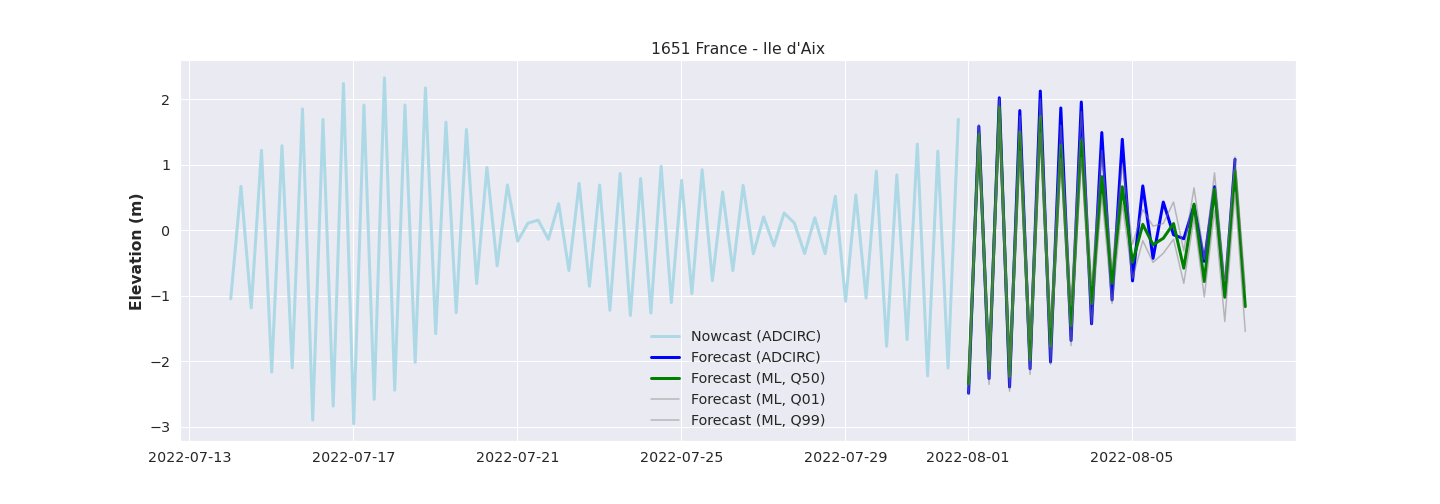 1651 France - Ile d'Aix
Elevation (m)
2
1
0
−1
−2
−3
Nowcast (ADCIRC)
Forecast (ADCIRC)
Forecast (ML, Q50)
Forecast (ML, Q01)
Forecast (ML, Q99)
2022-07-13 2022-07-17 2022-07-21 2022-07-25 2022-07-29 2022-08-01 2022-08-05